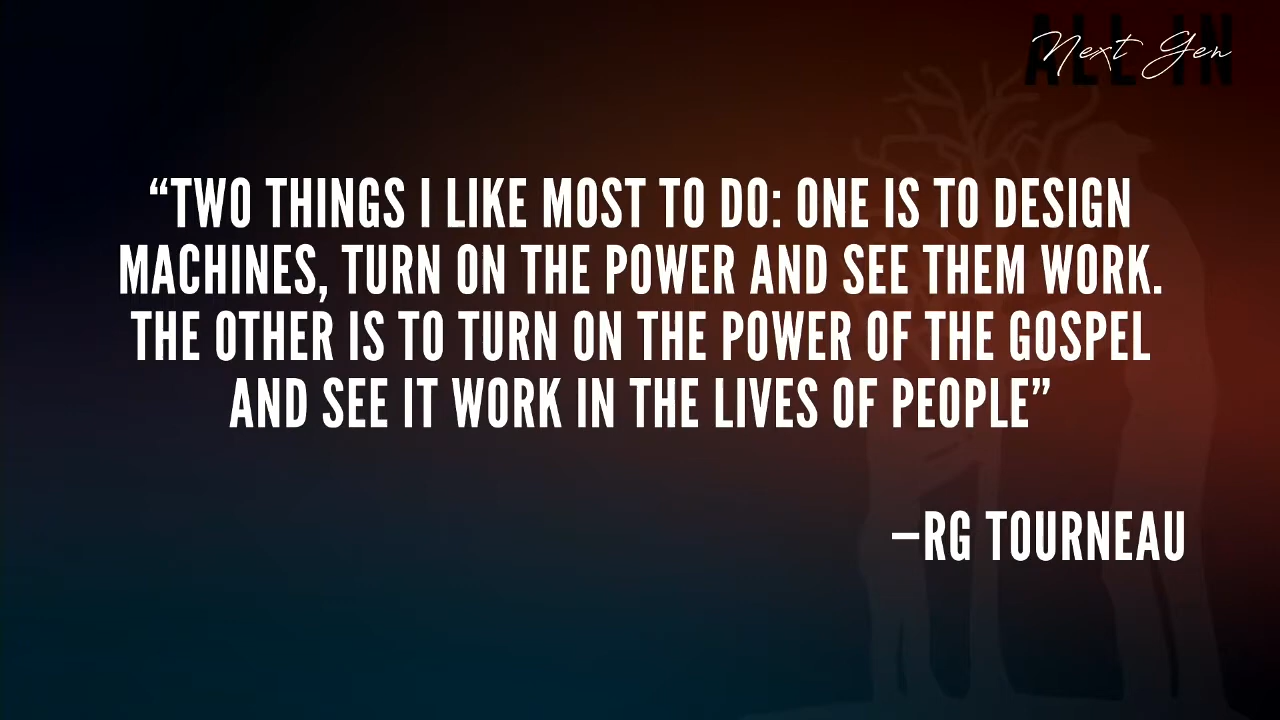 ALL IN
Next Gen
“TWO THINGS I LIKE MOST TO DO: ONE IS TO DESIGN
MACHINES, TURN ON THE POWER AND SEE THEM WORK.
THE OTHER IS TO TURN ON THE POWER OF THE GOSPEL
AND SEE IT WORK IN THE LIVES OF PEOPLE”
–RG TOURNEAU